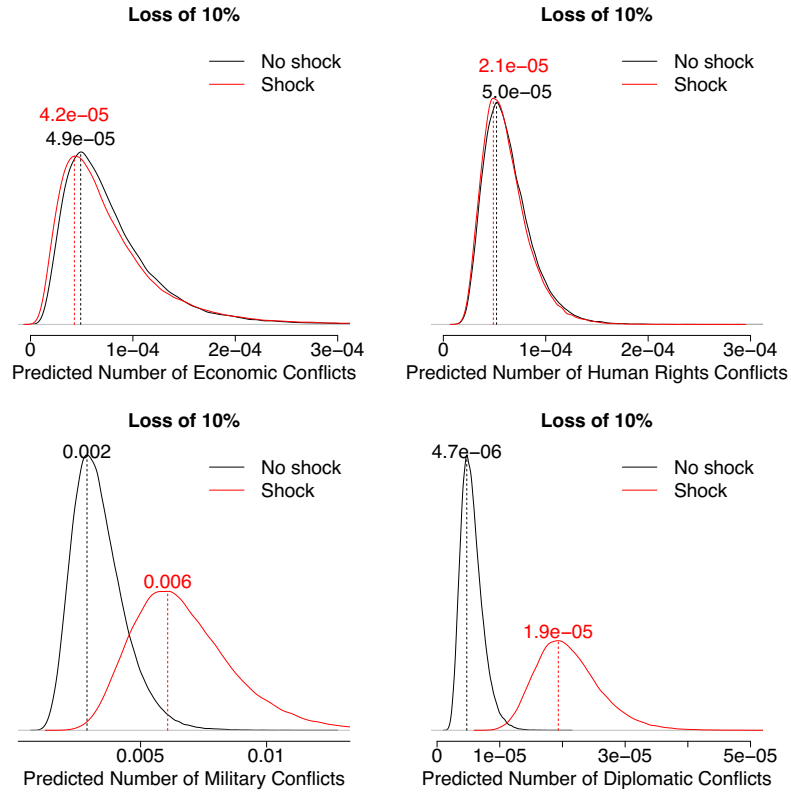 Loss of 10%
No shock
Shock
4.2e−05
4.9e−05
0 1e−04 2e−04 3e−04
Predicted Number of Economic Conflicts
Loss of 10%
No shock
Shock
2.1e−05
5.0e−05
0 1e−04 2e−04 3e−04
Predicted Number of Human Rights Conflicts
Loss of 10%
0.002
No shock
Shock
0.006
0.005 0.01
Predicted Number of Military Conflicts
Loss of 10%
4.7e−06
No shock
Shock
1.9e−05
0 1e−05 3e−05 5e−05
Predicted Number of Diplomatic Conflicts